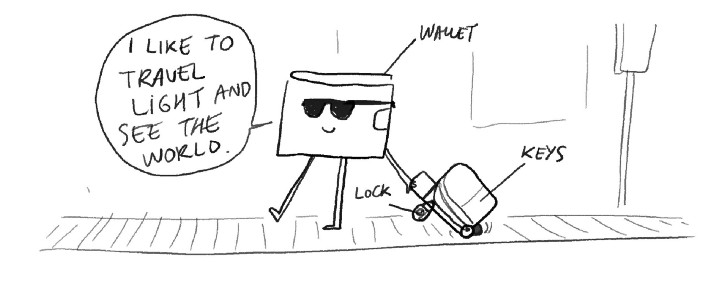 I LIKE TO
TRAVEL
LIGHT AND
SEE THE
WORLD.
WALLET
KEYS
LOCK